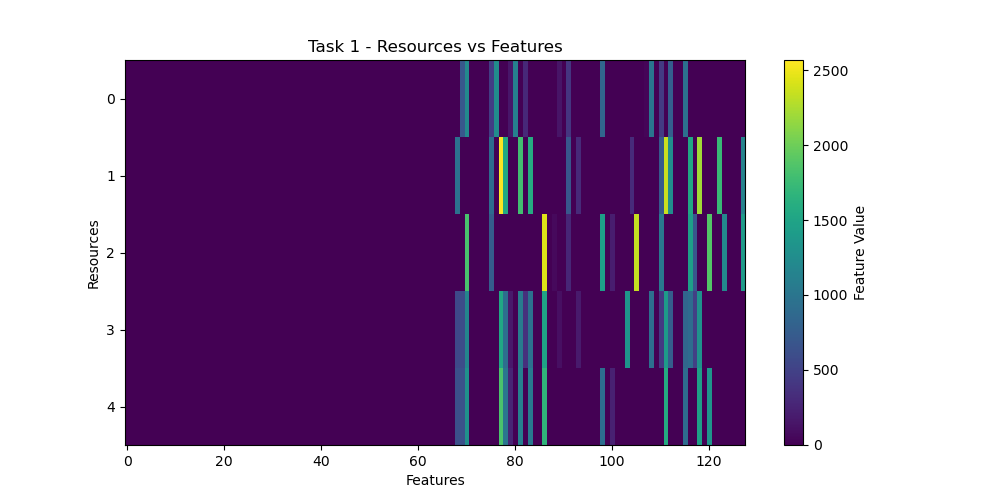 Task 1 - Resources vs Features
0
1
2
3
4
Resources
0 20 40 60 80 100 120
Features
2500
2000
1500
1000
500
0
Feature Value